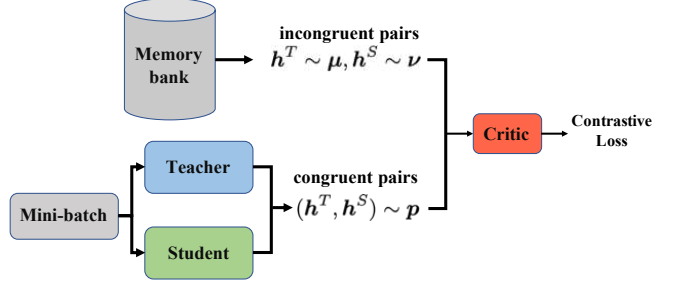 Memory
bank
incongruent pairs
h^T ∼ μ, h^S ∼ ν
Critic
Contrastive
Loss
Teacher
congruent pairs
(h^T, h^S) ∼ p
Mini-batch
Student